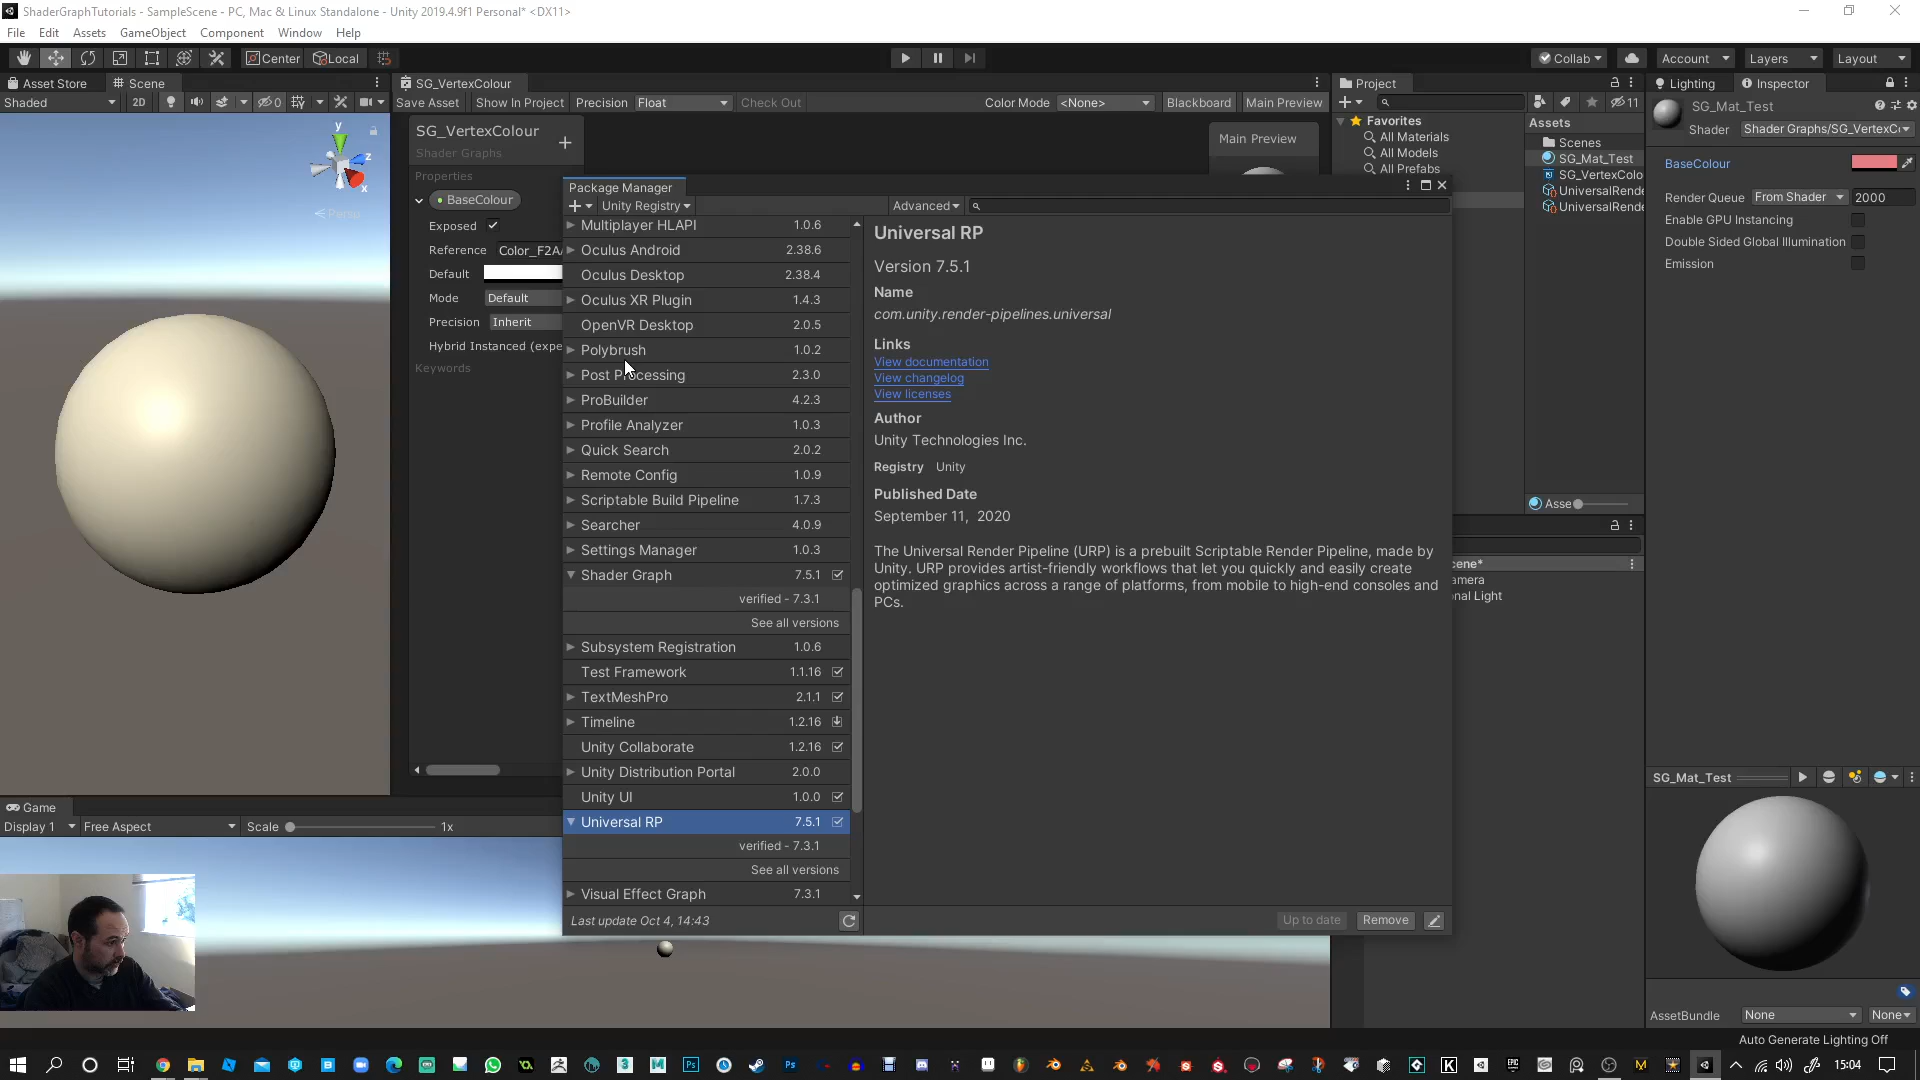 ShaderGraphTutorials - SampleScene - PC, Mac & Linux Standalone - Unity 2019.4.9f1 Personal* <DX11>
File Edit Assets GameObject Component Window Help
Center Local Collab Account Layers Layout
Asset Store Scene
Shaded 2D 0
y
z
x
Persp
SG_VertexColour
Save Asset Show In Project Precision Float Check Out Color Mode <None> Blackboard Main Preview
SG_VertexColour
Shader Graphs
Properties
BaseColour
Exposed
Reference Color_F2A
Default
Mode Default
Precision Inherit
Hybrid Instanced (expe
Keywords
Main Preview
Package Manager
Unity Registry Advanced
Multiplayer HLAPI 1.0.6
Oculus Android 2.38.6
Oculus Desktop 2.38.4
Oculus XR Plugin 1.4.3
OpenVR Desktop 2.0.5
Polybrush 1.0.2
Post Processing 2.3.0
ProBuilder 4.2.3
Profile Analyzer 1.0.3
Quick Search 2.0.2
Remote Config 1.0.9
Scriptable Build Pipeline 1.7.3
Searcher 4.0.9
Settings Manager 1.0.3
Shader Graph 7.5.1
verified - 7.3.1
See all versions
Subsystem Registration 1.0.6
Test Framework 1.1.16
TextMeshPro 2.1.1
Timeline 1.2.16
Unity Collaborate 1.2.16
Unity Distribution Portal 2.0.0
Unity UI 1.0.0
Universal RP 7.5.1
verified - 7.3.1
See all versions
Visual Effect Graph 7.3.1
Last update Oct 4, 14:43
Universal RP
Version 7.5.1
Name
com.unity.render-pipelines.universal
Links
View documentation
View changelog
View licenses
Author
Unity Technologies Inc.
Registry Unity
Published Date
September 11, 2020
The Universal Render Pipeline (URP) is a prebuilt Scriptable Render Pipeline, made by
Unity. URP provides artist-friendly workflows that let you quickly and easily create
optimized graphics across a range of platforms, from mobile to high-end consoles and
PCs.
Up to date Remove
Project
11
Favorites
All Materials
All Models
All Prefabs
Assets
Scenes
SG_Mat_Test
SG_VertexColo
UniversalRende
UniversalRende
Asse
cene*
amera
nal Light
Lighting Inspector
SG_Mat_Test
Shader Shader Graphs/SG_VertexCo
BaseColour
Render Queue From Shader 2000
Enable GPU Instancing
Double Sided Global Illumination
Emission
SG_Mat_Test
AssetBundle None None
Auto Generate Lighting Off
Game
Display 1 Free Aspect Scale 1x
15:04